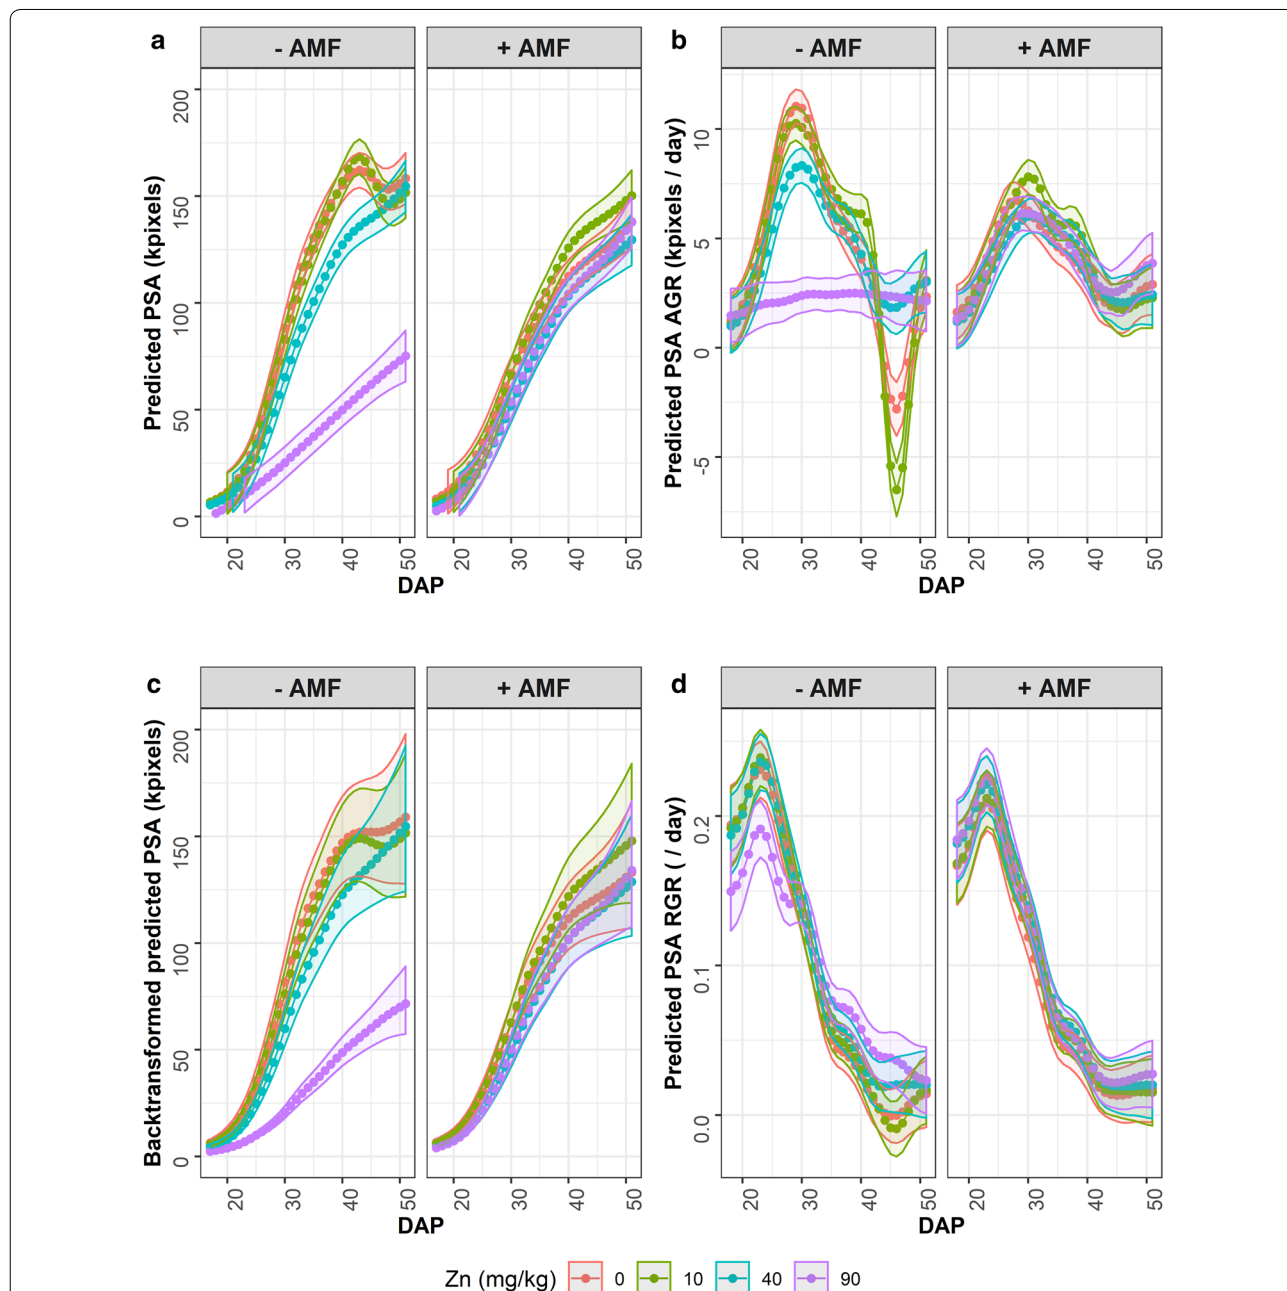 a
- AMF
+ AMF
Predicted PSA (kpixels)
200
150
100
50
0
20
30
40
50
20
30
40
50
DAP
b
- AMF
+ AMF
Predicted PSA AGR (kpixels / day)
10
5
0
-5
20
30
40
50
20
30
40
50
DAP
c
- AMF
+ AMF
Backtransformed predicted PSA (kpixels)
200
150
100
50
0
20
30
40
50
20
30
40
50
DAP
d
- AMF
+ AMF
Predicted PSA RGR ( / day)
0.2
0.1
0.0
20
30
40
50
20
30
40
50
DAP
Zn (mg/kg) 0 10 40 90